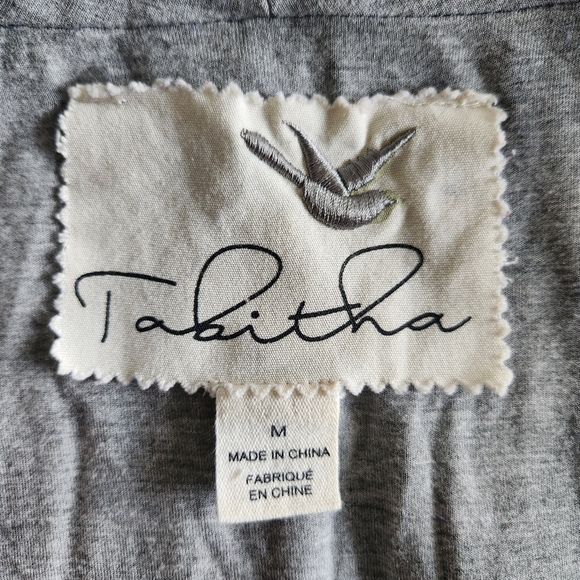 Tabitha
M
MADE IN CHINA
FABRIQUÉ
EN CHINE